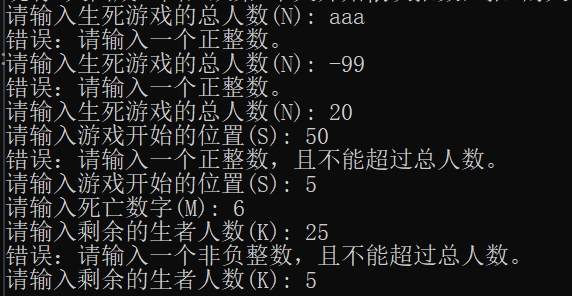 请输入生死游戏的总人数(N): aaa
错误：请输入一个正整数。
请输入生死游戏的总人数(N): -99
错误：请输入一个正整数。
请输入生死游戏的总人数(N): 20
请输入游戏开始的位置(S): 50
错误：请输入一个正整数，且不能超过总人数。
请输入游戏开始的位置(S): 5
请输入死亡数字(M): 6
请输入剩余的生者人数(K): 25
错误：请输入一个非负整数，且不能超过总人数。
请输入剩余的生者人数(K): 5